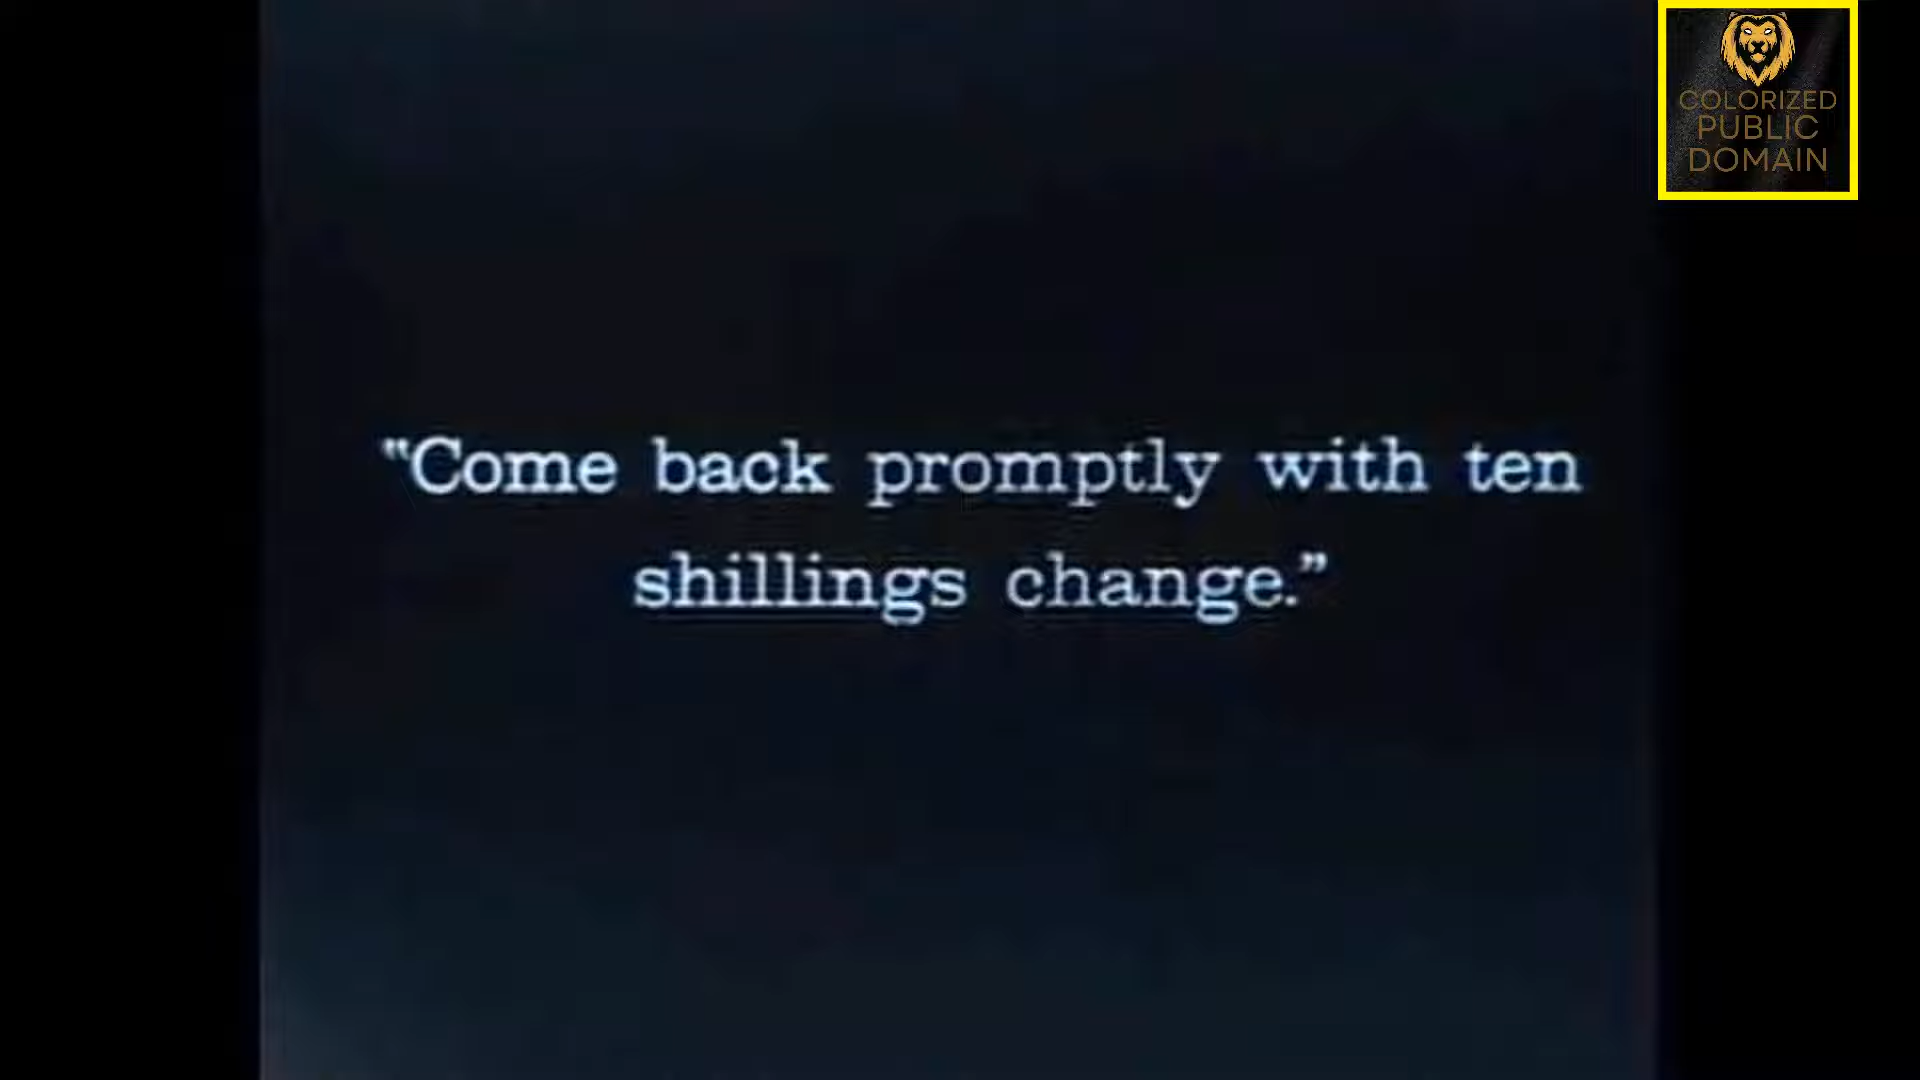 COLORIZED
PUBLIC
DOMAIN
"Come back promptly with ten
shillings change."